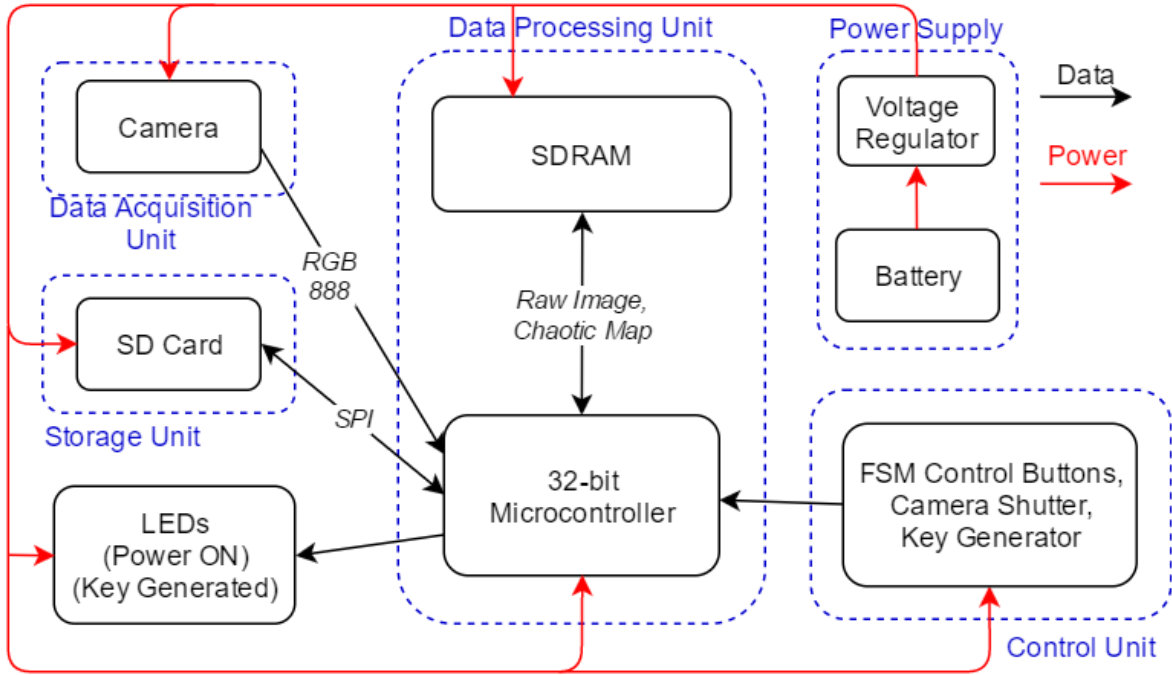 Data Processing Unit
Power Supply
Camera
Data Acquisition
Unit
SDRAM
Voltage
Regulator
Battery
Data
Power
RGB
888
Raw Image,
Chaotic Map
SD Card
Storage Unit
SPI
LEDs
(Power ON)
(Key Generated)
32-bit
Microcontroller
FSM Control Buttons,
Camera Shutter,
Key Generator
Control Unit